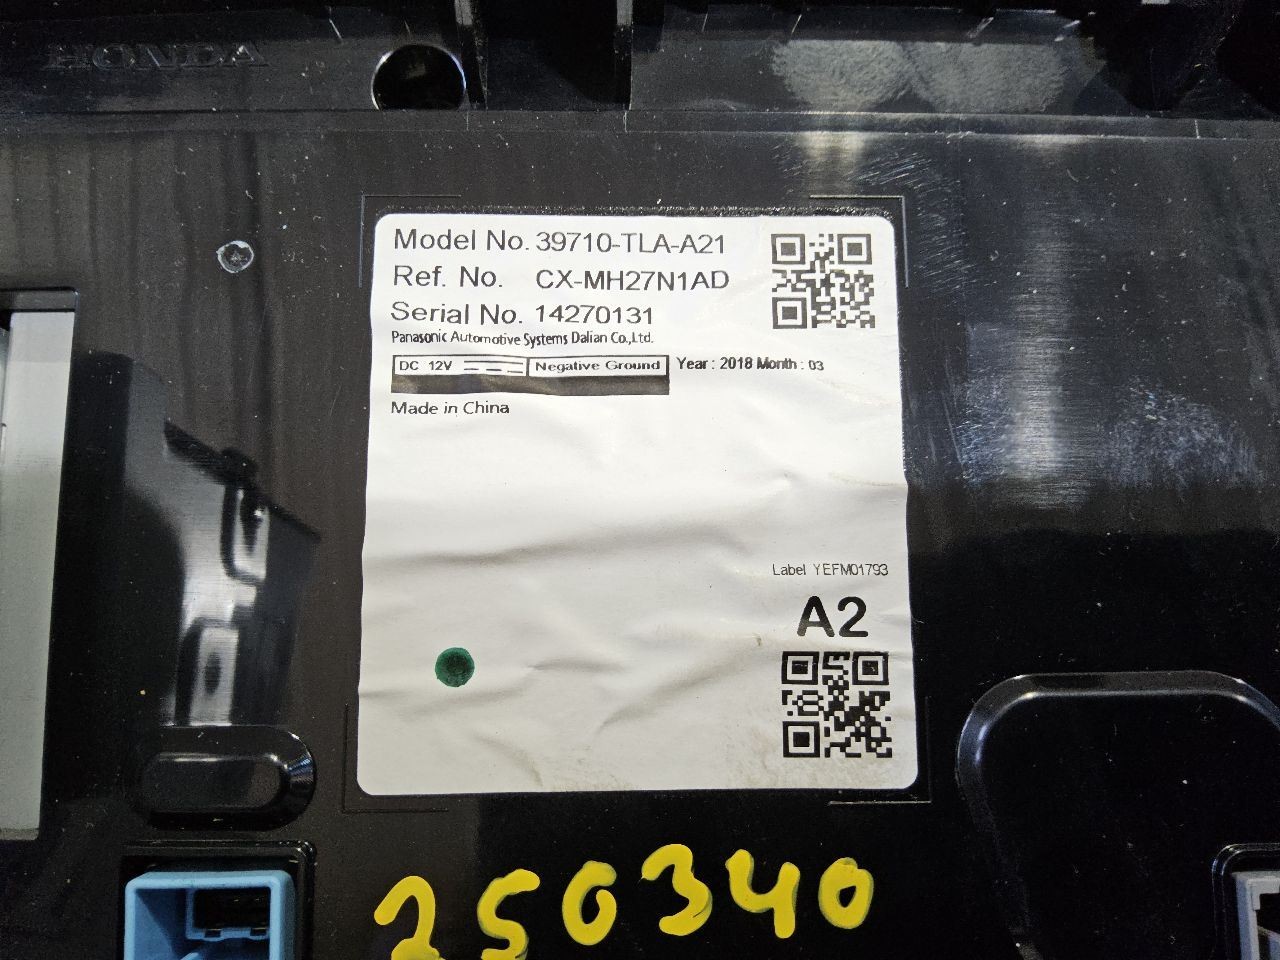 HONDA
Model No. 39710-TLA-A21
Ref. No. CX-MH27N1AD
Serial No. 14270131
Panasonic Automotive Systems Dalian Co.,Ltd.
DC 12V Negative Ground Year : 2018 Month : 03
Made in China
Label YEFM01793
A2
250340